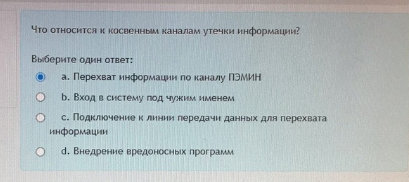 Что относится к косвенным каналам утечки информации?
Выберите один ответ:
a. Перехват информации по каналу ПЭМИН
b. Вход в систему под чужим именем
c. Подключение к линии передачи данных для перехвата
информации
d. Внедрение вредоносных программ